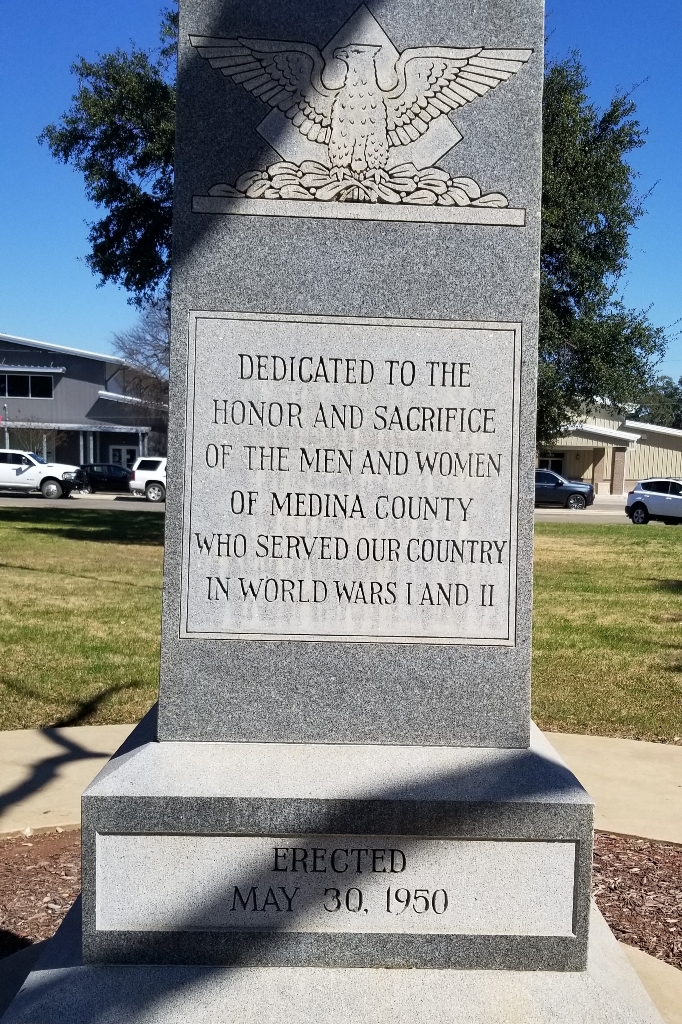 DEDICATED TO THE
HONOR AND SACRIFICE
OF THE MEN AND WOMEN
OF MEDINA COUNTY
WHO SERVED OUR COUNTRY
IN WORLD WARS I AND II
ERECTED
MAY 30, 1950